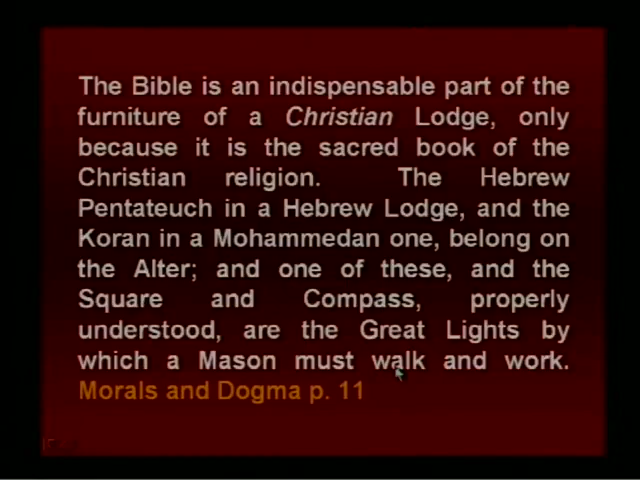 The Bible is an indispensable part of the
furniture of a Christian Lodge, only
because it is the sacred book of the
Christian religion. The Hebrew
Pentateuch in a Hebrew Lodge, and the
Koran in a Mohammedan one, belong on
the Alter; and one of these, and the
Square and Compass, properly
understood, are the Great Lights by
which a Mason must walk and work.
Morals and Dogma p. 11